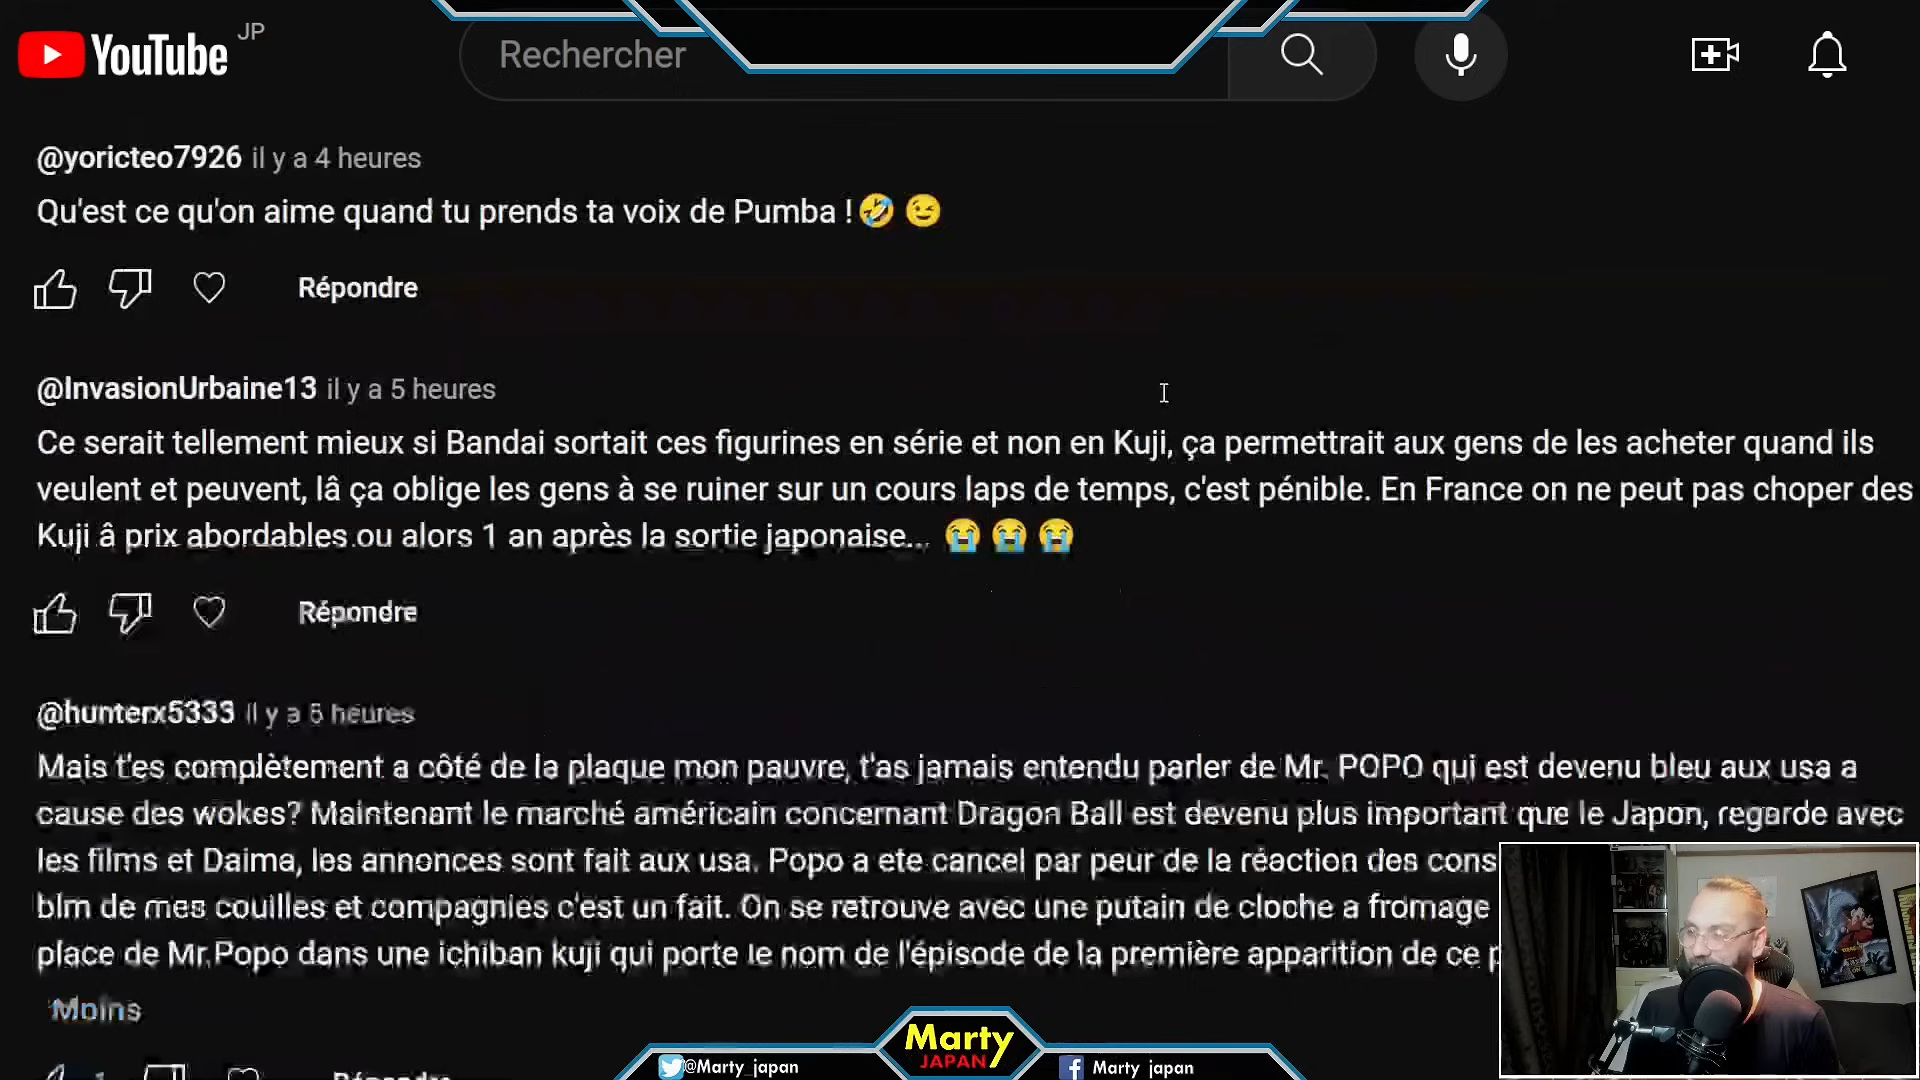 YouTube JP
Rechercher
@yoricteo7926 il y a 4 heures
Qu'est ce qu'on aime quand tu prends ta voix de Pumba !🤣 😉
Répondre
@InvasionUrbaine13 il y a 5 heures
Ce serait tellement mieux si Bandai sortait ces figurines en série et non en Kuji, ça permettrait aux gens de les acheter quand ils
veulent et peuvent, lâ ça oblige les gens à se ruiner sur un cours laps de temps, c'est pénible. En France on ne peut pas choper des
Kuji â prix abordables ou alors 1 an après la sortie japonaise... 😭 😭 😭
Répondre
@hunterx5333 il y a 5 heures
Mais t'es complètement a côté de la plaque mon pauvre, t'as jamais entendu parler de Mr. POPO qui est devenu bleu aux usa a
cause des wokes? Maintenant le marché américain concernant Dragon Ball est devenu plus important que le Japon, regarde avec
les films et Daima, les annonces sont fait aux usa. Popo a ete cancel par peur de la réaction des cons
blm de mes couilles et compagnies c'est un fait. On se retrouve avec une putain de cloche a fromage
place de Mr.Popo dans une ichiban kuji qui porte le nom de l'épisode de la première apparition de ce p
Moins
Répondre
Marty
JAPAN
@Marty_japan
Marty japan